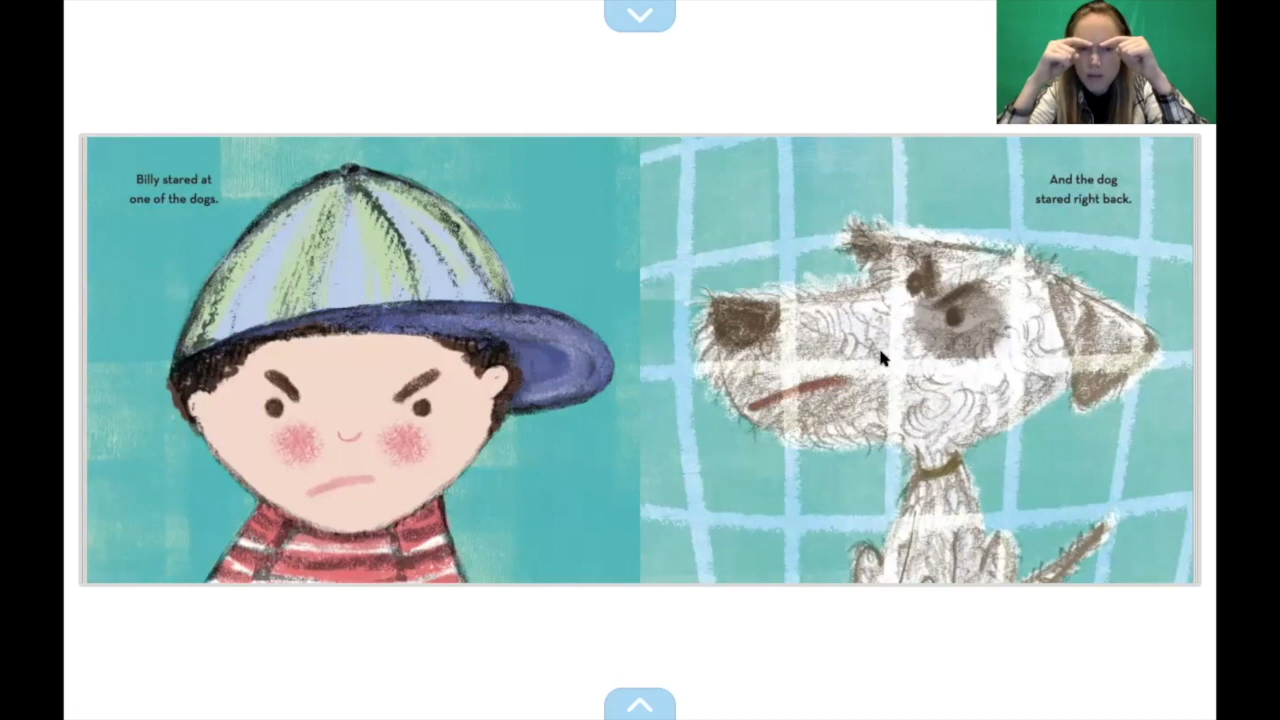 Billy stared at
one of the dogs.
And the dog
stared right back.